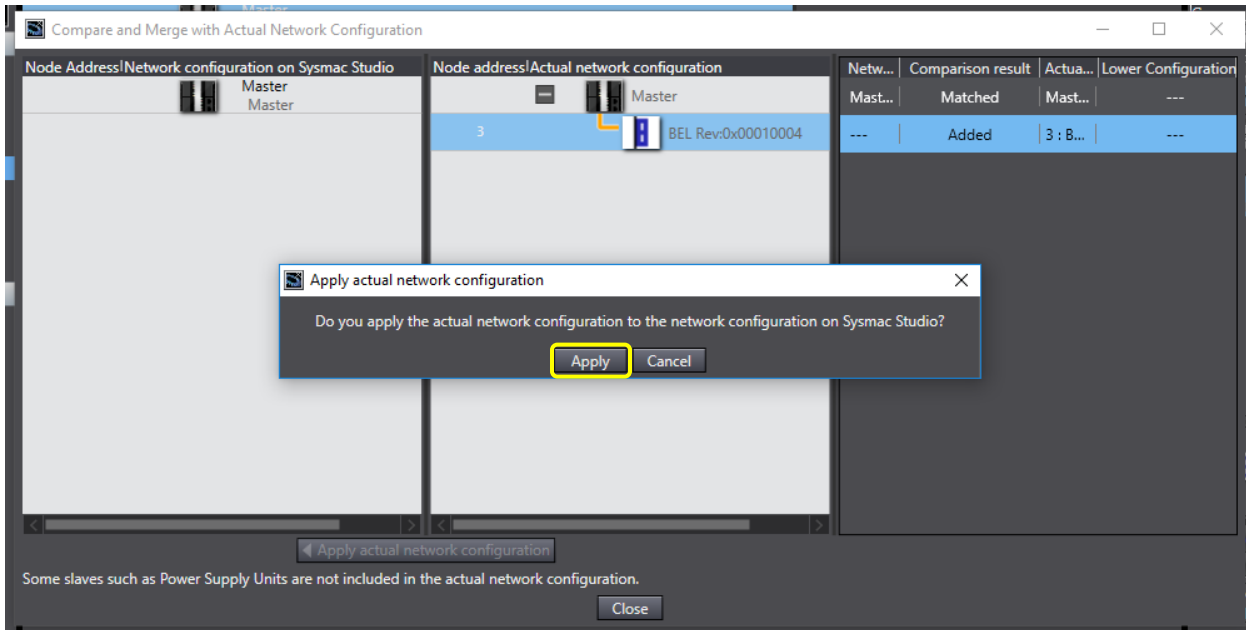 Master
Compare and Merge with Actual Network Configuration
Node Address|Network configuration on Sysmac Studio
Master
Master
Node address|Actual network configuration
Master
3 BEL Rev:0x00010004
Netw... Comparison result Actua... Lower Configuration
Mast... Matched Mast... ---
--- Added 3 : B... ---
Apply actual network configuration
Do you apply the actual network configuration to the network configuration on Sysmac Studio?
Apply Cancel
Apply actual network configuration
Some slaves such as Power Supply Units are not included in the actual network configuration.
Close